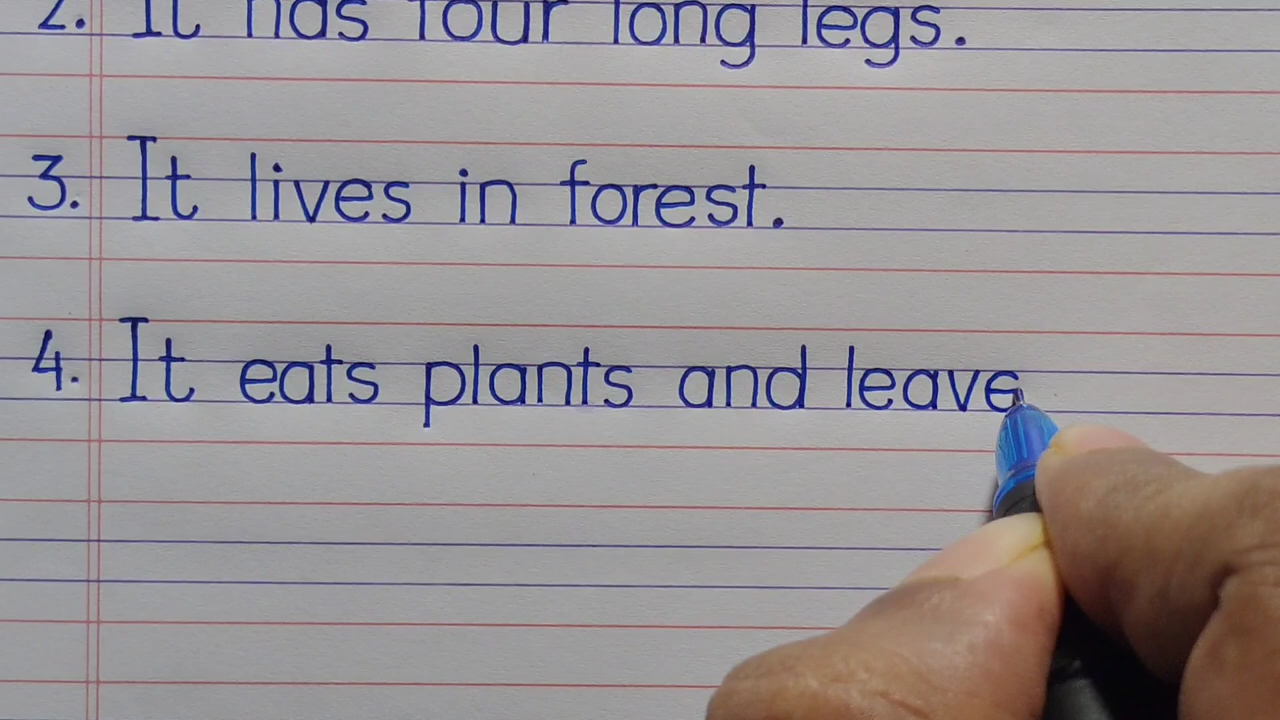 2. It has four long legs.
3. It lives in forest.
4. It eats plants and leave